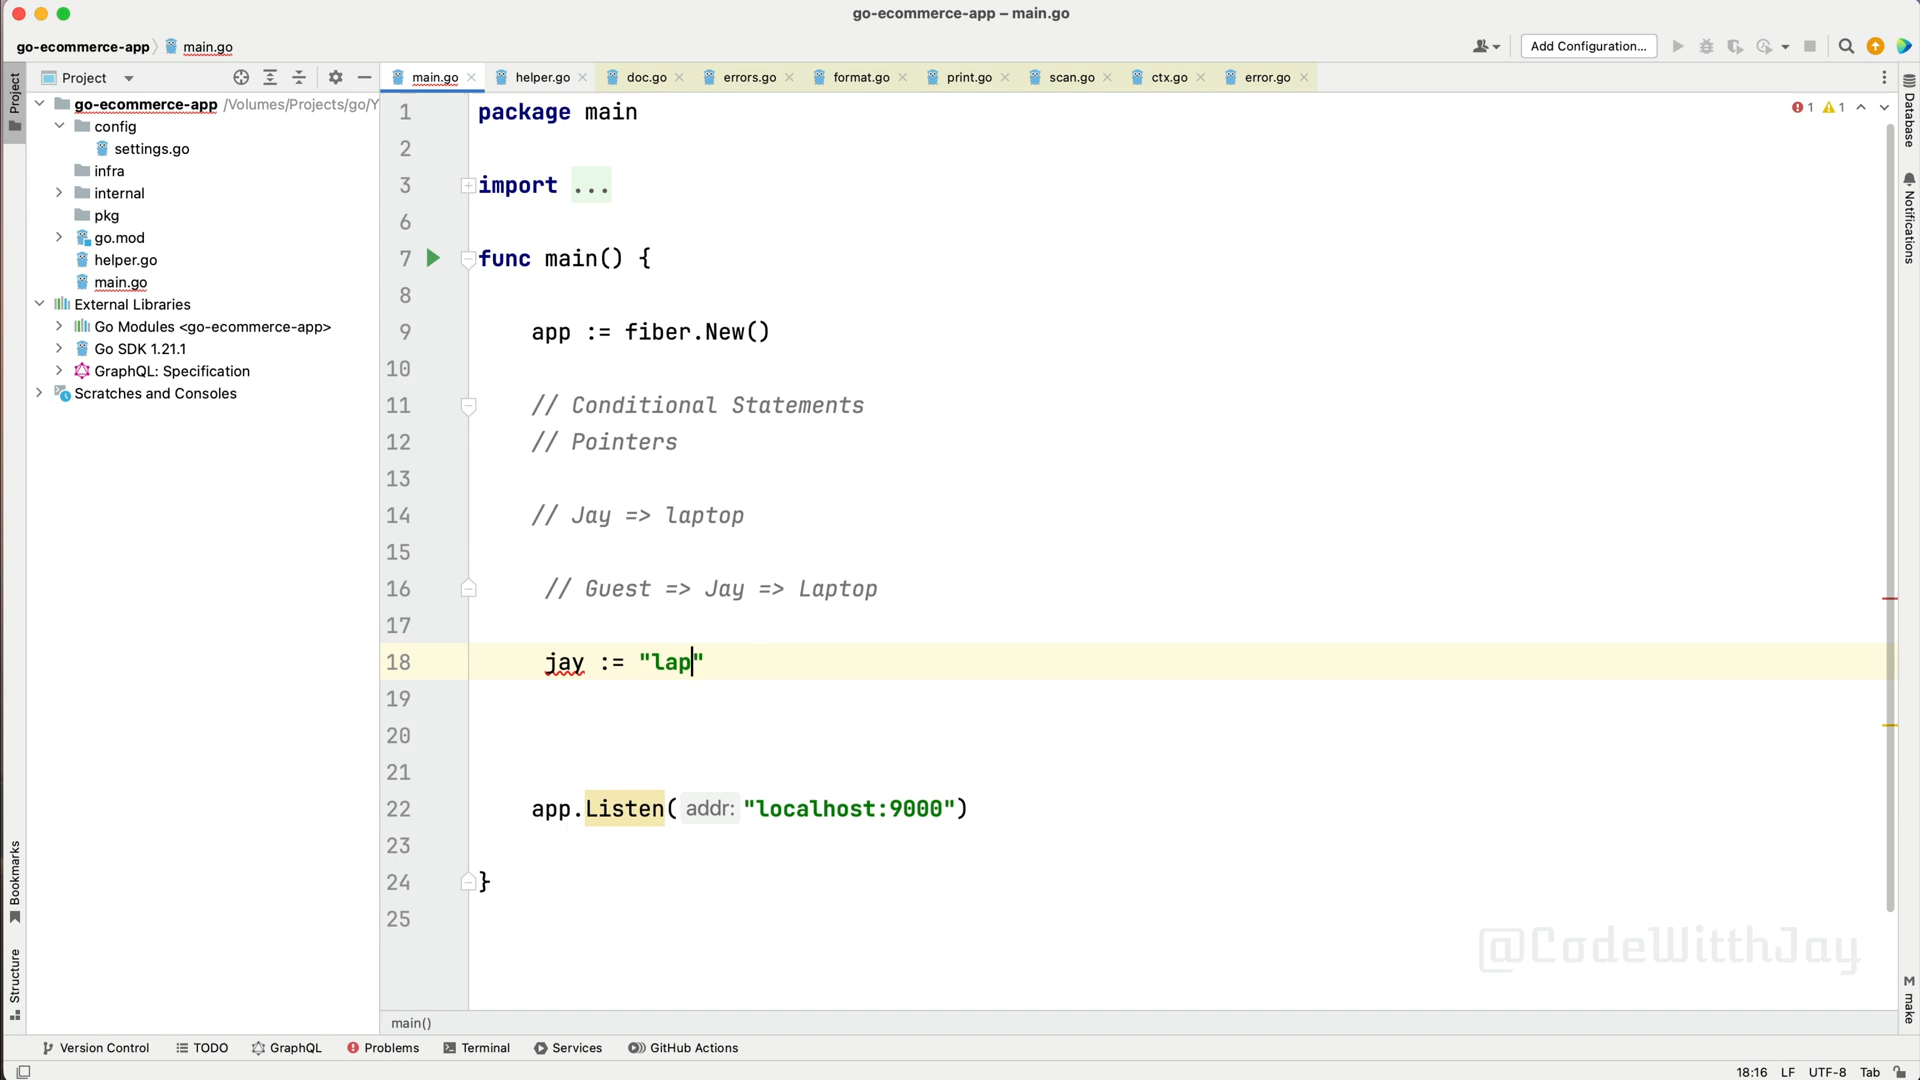 go-ecommerce-app – main.go
go-ecommerce-app main.go
Add Configuration...
Project
main.go
helper.go
doc.go
errors.go
format.go
print.go
scan.go
ctx.go
error.go
Project
go-ecommerce-app /Volumes/Projects/go/Y
config
settings.go
infra
internal
pkg
go.mod
helper.go
main.go
External Libraries
Go Modules <go-ecommerce-app>
Go SDK 1.21.1
GraphQL: Specification
Scratches and Consoles
1 package main
2
3 import ...
6
7 func main() {
8
9 app := fiber.New()
10
11 // Conditional Statements
12 // Pointers
13
14 // Jay => laptop
15
16 // Guest => Jay => Laptop
17
18 jay := "lap"
19
20
21
22 app.Listen( addr: "localhost:9000")
23
24 }
25
1 1
Database
Notifications
M make
Bookmarks
Structure
@CodeWitthJay
main()
Version Control
TODO
GraphQL
Problems
Terminal
Services
GitHub Actions
18:16 LF UTF-8 Tab